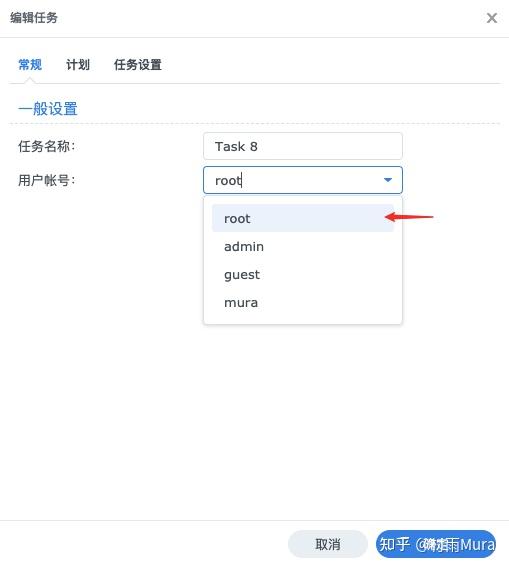 编辑任务
常规 计划 任务设置
一般设置
任务名称： Task 8
用户帐号： root
root
admin
guest
mura
取消
知乎 @秋雨Mura